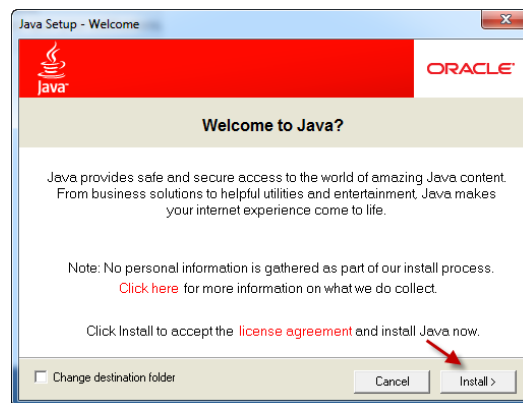 Java Setup - Welcome
Java
ORACLE
Welcome to Java?
Java provides safe and secure access to the world of amazing Java content.
From business solutions to helpful utilities and entertainment, Java makes
your internet experience come to life.
Note: No personal information is gathered as part of our install process.
Click here for more information on what we do collect.
Click Install to accept the license agreement and install Java now.
Change destination folder
Cancel
Install >